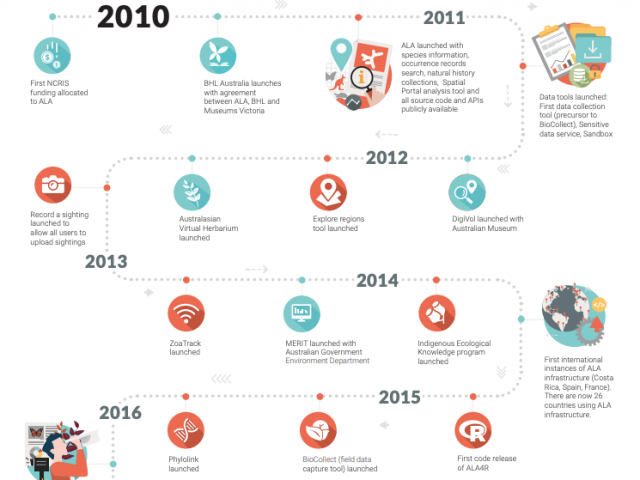 2010
2011
First NCRIS
funding allocated
to ALA
BHL Australia launches
with agreement
between ALA, BHL and
Museums Victoria
ALA launched with
species information,
occurrence records
search, natural history
collections, Spatial
Portal analysis tool and
all source code and APIs
publicly available
Data tools launched:
First data collection
tool (precursor to
BioCollect), Sensitive
data service, Sandbox
2012
Record a sighting
launched to
allow all users to
upload sightings
Australasian
Virtual Herbarium
launched
Explore regions
tool launched
DigiVol launched with
Australian Museum
2013
2014
ZoaTrack
launched
MERIT launched with
Australian Government
Environment Department
Indigenous Ecological
Knowledge program
launched
First international
instances of ALA
infrastructure (Costa
Rica, Spain, France).
There are now 26
countries using ALA
infrastructure.
2015
2016
Phylolink
launched
BioCollect (field data
capture tool) launched
R
First code release
of ALA4R